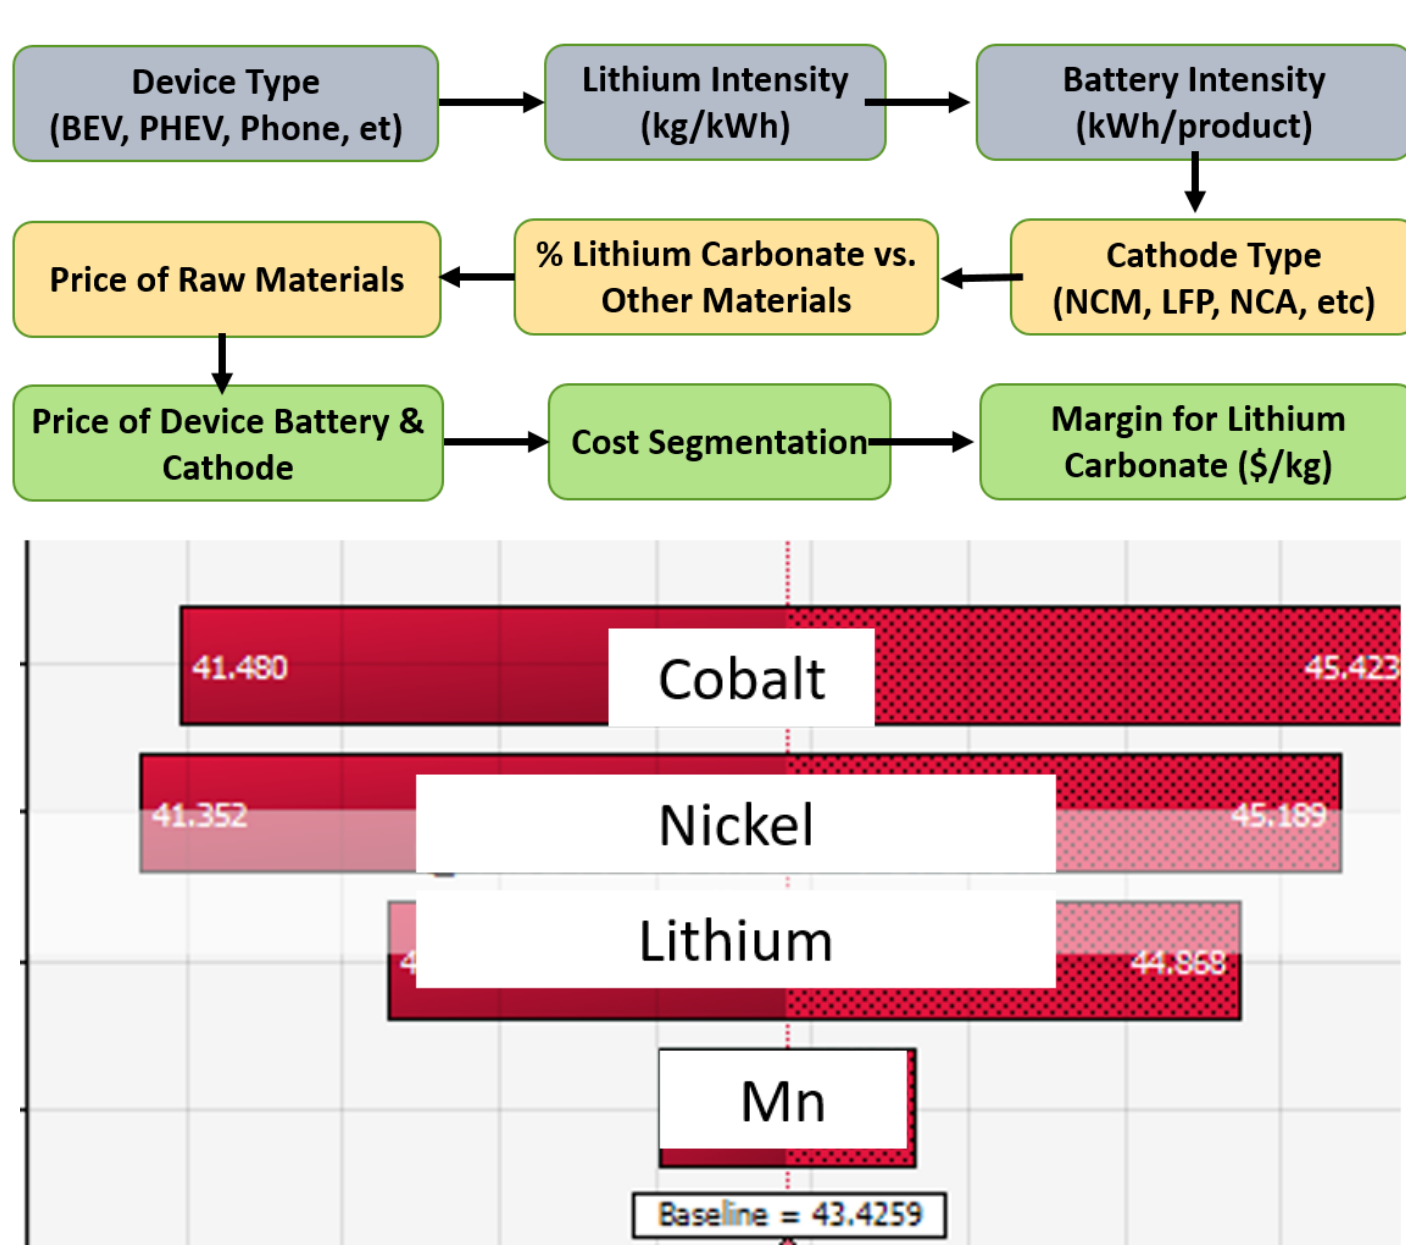 Device Type
(BEV, PHEV, Phone, et)
Lithium Intensity
(kg/kWh)
Battery Intensity
(kWh/product)
Price of Raw Materials
% Lithium Carbonate vs.
Other Materials
Cathode Type
(NCM, LFP, NCA, etc)
Price of Device Battery &
Cathode
Cost Segmentation
Margin for Lithium
Carbonate ($/kg)
41.480
Cobalt
45.423
41.352
Nickel
45.189
4
Lithium
44.868
Mn
Baseline = 43.4259